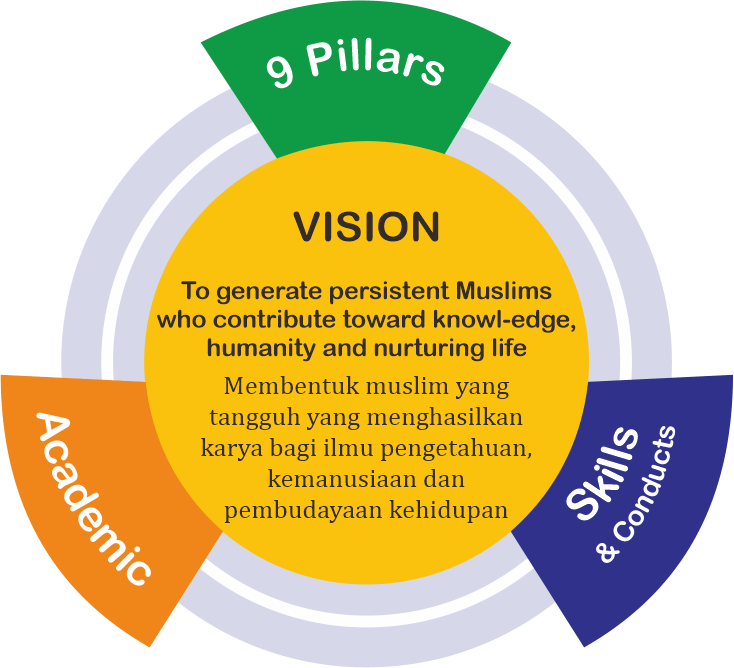 9 Pillars
VISION
To generate persistent Muslims
who contribute toward knowl-edge,
humanity and nurturing life
Membentuk muslim yang
tangguh yang menghasilkan
karya bagi ilmu pengetahuan,
kemanusiaan dan
pembudayaan kehidupan
Academic
Skills
& Conducts